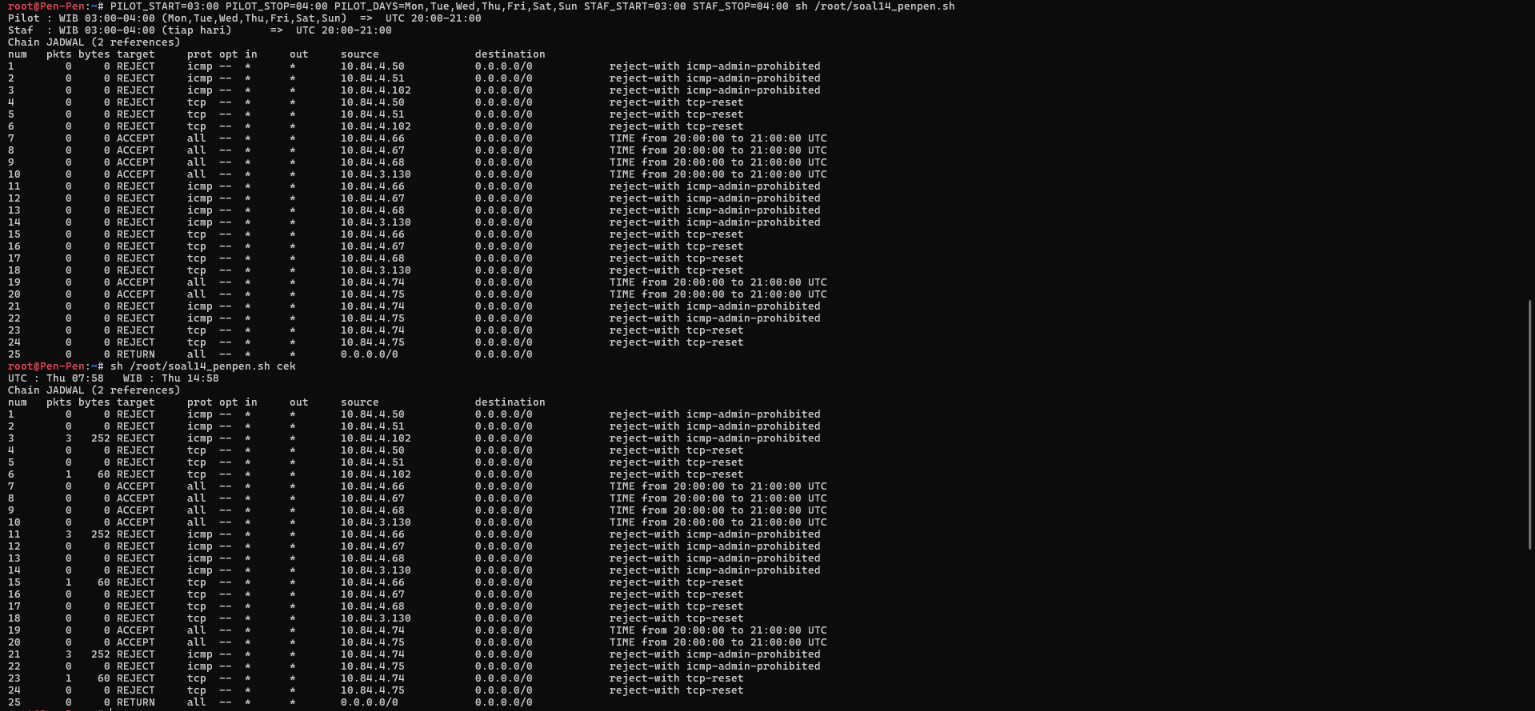 root@Pen-Pen:~# PILOT_START=03:00 PILOT_STOP=04:00 PILOT_DAYS=Mon,Tue,Wed,Thu,Fri,Sat,Sun STAF_START=03:00 STAF_STOP=04:00 sh /root/soal14_penpen.sh
Pilot : WIB 03:00-04:00 (Mon,Tue,Wed,Thu,Fri,Sat,Sun)  =>  UTC 20:00-21:00
Staf  : WIB 03:00-04:00 (tiap hari)      =>  UTC 20:00-21:00
Chain JADWAL (2 references)
num   pkts bytes target     prot opt in     out     source               destination
1        0     0 REJECT     icmp --  *      *       10.84.4.50           0.0.0.0/0            reject-with icmp-admin-prohibited
2        0     0 REJECT     icmp --  *      *       10.84.4.51           0.0.0.0/0            reject-with icmp-admin-prohibited
3        0     0 REJECT     icmp --  *      *       10.84.4.102          0.0.0.0/0            reject-with icmp-admin-prohibited
4        0     0 REJECT     tcp  --  *      *       10.84.4.50           0.0.0.0/0            reject-with tcp-reset
5        0     0 REJECT     tcp  --  *      *       10.84.4.51           0.0.0.0/0            reject-with tcp-reset
6        0     0 REJECT     tcp  --  *      *       10.84.4.102          0.0.0.0/0            reject-with tcp-reset
7        0     0 ACCEPT     all  --  *      *       10.84.4.66           0.0.0.0/0            TIME from 20:00:00 to 21:00:00 UTC
8        0     0 ACCEPT     all  --  *      *       10.84.4.67           0.0.0.0/0            TIME from 20:00:00 to 21:00:00 UTC
9        0     0 ACCEPT     all  --  *      *       10.84.4.68           0.0.0.0/0            TIME from 20:00:00 to 21:00:00 UTC
10       0     0 ACCEPT     all  --  *      *       10.84.3.130          0.0.0.0/0            TIME from 20:00:00 to 21:00:00 UTC
11       0     0 REJECT     icmp --  *      *       10.84.4.66           0.0.0.0/0            reject-with icmp-admin-prohibited
12       0     0 REJECT     icmp --  *      *       10.84.4.67           0.0.0.0/0            reject-with icmp-admin-prohibited
13       0     0 REJECT     icmp --  *      *       10.84.4.68           0.0.0.0/0            reject-with icmp-admin-prohibited
14       0     0 REJECT     icmp --  *      *       10.84.3.130          0.0.0.0/0            reject-with icmp-admin-prohibited
15       0     0 REJECT     tcp  --  *      *       10.84.4.66           0.0.0.0/0            reject-with tcp-reset
16       0     0 REJECT     tcp  --  *      *       10.84.4.67           0.0.0.0/0            reject-with tcp-reset
17       0     0 REJECT     tcp  --  *      *       10.84.4.68           0.0.0.0/0            reject-with tcp-reset
18       0     0 REJECT     tcp  --  *      *       10.84.3.130          0.0.0.0/0            reject-with tcp-reset
19       0     0 ACCEPT     all  --  *      *       10.84.4.74           0.0.0.0/0            TIME from 20:00:00 to 21:00:00 UTC
20       0     0 ACCEPT     all  --  *      *       10.84.4.75           0.0.0.0/0            TIME from 20:00:00 to 21:00:00 UTC
21       0     0 REJECT     icmp --  *      *       10.84.4.74           0.0.0.0/0            reject-with icmp-admin-prohibited
22       0     0 REJECT     icmp --  *      *       10.84.4.75           0.0.0.0/0            reject-with icmp-admin-prohibited
23       0     0 REJECT     tcp  --  *      *       10.84.4.74           0.0.0.0/0            reject-with tcp-reset
24       0     0 REJECT     tcp  --  *      *       10.84.4.75           0.0.0.0/0            reject-with tcp-reset
25       0     0 RETURN     all  --  *      *       0.0.0.0/0            0.0.0.0/0
root@Pen-Pen:~# sh /root/soal14_penpen.sh cek
UTC : Thu 07:58   WIB : Thu 14:58
Chain JADWAL (2 references)
num   pkts bytes target     prot opt in     out     source               destination
1        0     0 REJECT     icmp --  *      *       10.84.4.50           0.0.0.0/0            reject-with icmp-admin-prohibited
2        0     0 REJECT     icmp --  *      *       10.84.4.51           0.0.0.0/0            reject-with icmp-admin-prohibited
3        3   252 REJECT     icmp --  *      *       10.84.4.102          0.0.0.0/0            reject-with icmp-admin-prohibited
4        0     0 REJECT     tcp  --  *      *       10.84.4.50           0.0.0.0/0            reject-with tcp-reset
5        0     0 REJECT     tcp  --  *      *       10.84.4.51           0.0.0.0/0            reject-with tcp-reset
6        1    60 REJECT     tcp  --  *      *       10.84.4.102          0.0.0.0/0            reject-with tcp-reset
7        0     0 ACCEPT     all  --  *      *       10.84.4.66           0.0.0.0/0            TIME from 20:00:00 to 21:00:00 UTC
8        0     0 ACCEPT     all  --  *      *       10.84.4.67           0.0.0.0/0            TIME from 20:00:00 to 21:00:00 UTC
9        0     0 ACCEPT     all  --  *      *       10.84.4.68           0.0.0.0/0            TIME from 20:00:00 to 21:00:00 UTC
10       0     0 ACCEPT     all  --  *      *       10.84.3.130          0.0.0.0/0            TIME from 20:00:00 to 21:00:00 UTC
11       3   252 REJECT     icmp --  *      *       10.84.4.66           0.0.0.0/0            reject-with icmp-admin-prohibited
12       0     0 REJECT     icmp --  *      *       10.84.4.67           0.0.0.0/0            reject-with icmp-admin-prohibited
13       0     0 REJECT     icmp --  *      *       10.84.4.68           0.0.0.0/0            reject-with icmp-admin-prohibited
14       0     0 REJECT     icmp --  *      *       10.84.3.130          0.0.0.0/0            reject-with icmp-admin-prohibited
15       1    60 REJECT     tcp  --  *      *       10.84.4.66           0.0.0.0/0            reject-with tcp-reset
16       0     0 REJECT     tcp  --  *      *       10.84.4.67           0.0.0.0/0            reject-with tcp-reset
17       0     0 REJECT     tcp  --  *      *       10.84.4.68           0.0.0.0/0            reject-with tcp-reset
18       0     0 REJECT     tcp  --  *      *       10.84.3.130          0.0.0.0/0            reject-with tcp-reset
19       0     0 ACCEPT     all  --  *      *       10.84.4.74           0.0.0.0/0            TIME from 20:00:00 to 21:00:00 UTC
20       0     0 ACCEPT     all  --  *      *       10.84.4.75           0.0.0.0/0            TIME from 20:00:00 to 21:00:00 UTC
21       3   252 REJECT     icmp --  *      *       10.84.4.74           0.0.0.0/0            reject-with icmp-admin-prohibited
22       0     0 REJECT     icmp --  *      *       10.84.4.75           0.0.0.0/0            reject-with icmp-admin-prohibited
23       1    60 REJECT     tcp  --  *      *       10.84.4.74           0.0.0.0/0            reject-with tcp-reset
24       0     0 REJECT     tcp  --  *      *       10.84.4.75           0.0.0.0/0            reject-with tcp-reset
25       0     0 RETURN     all  --  *      *       0.0.0.0/0            0.0.0.0/0